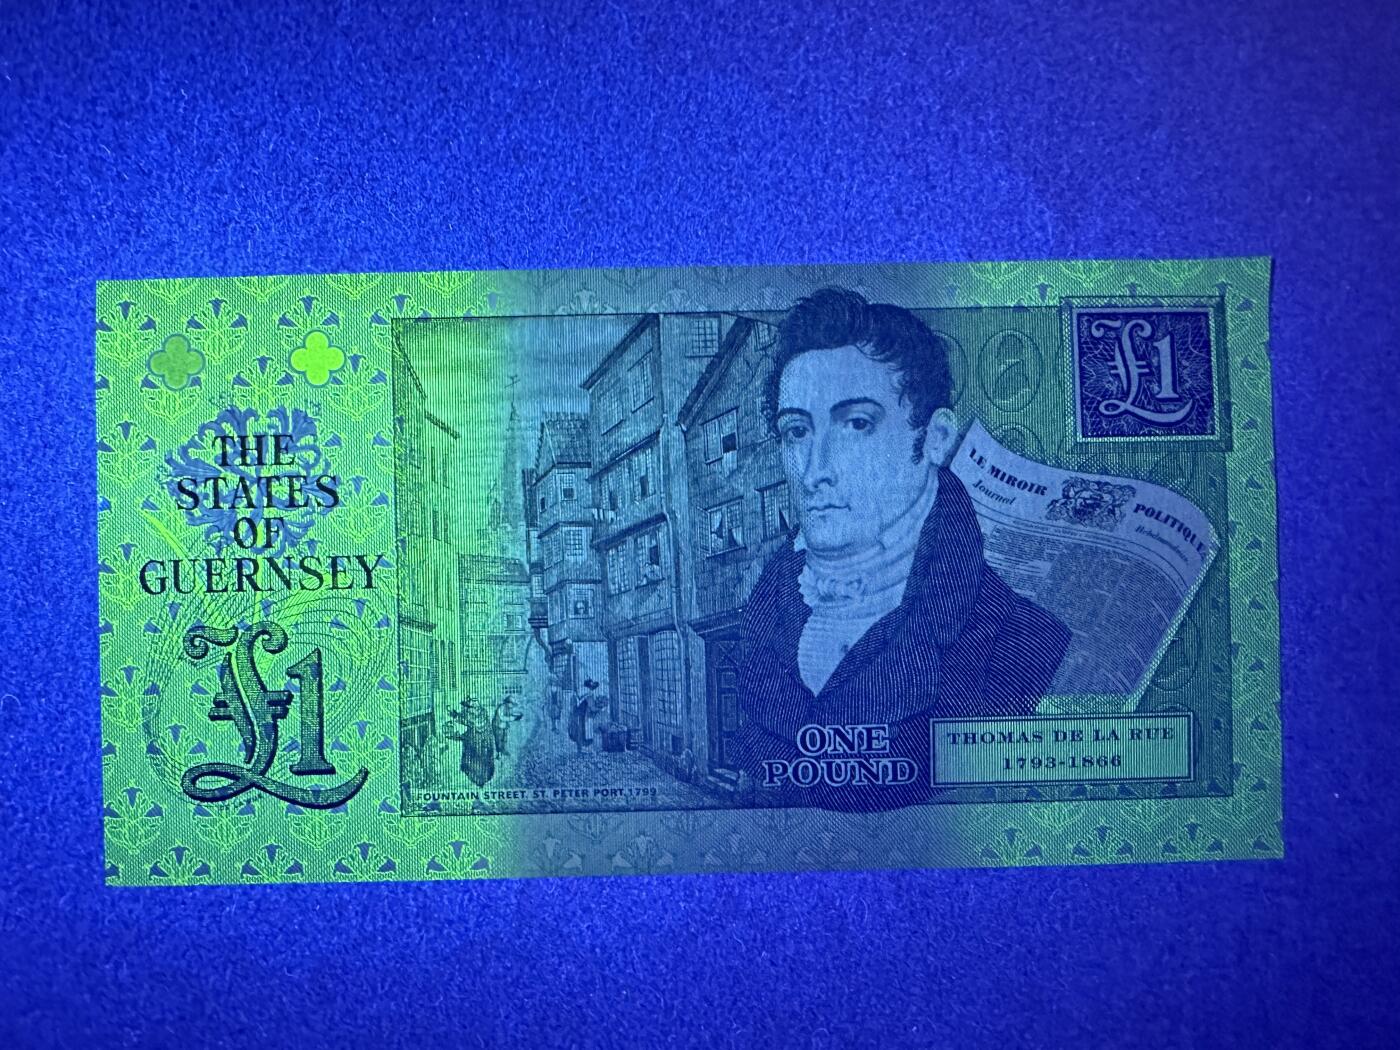 THE
STATES
OF
GUERNSEY
£1
FOUNTAIN STREET, ST. PETER PORT, 1799
ONE
POUND
£1
LE MIROIR POLITIQUE
Journal
THOMAS DE LA RUE
1793-1866